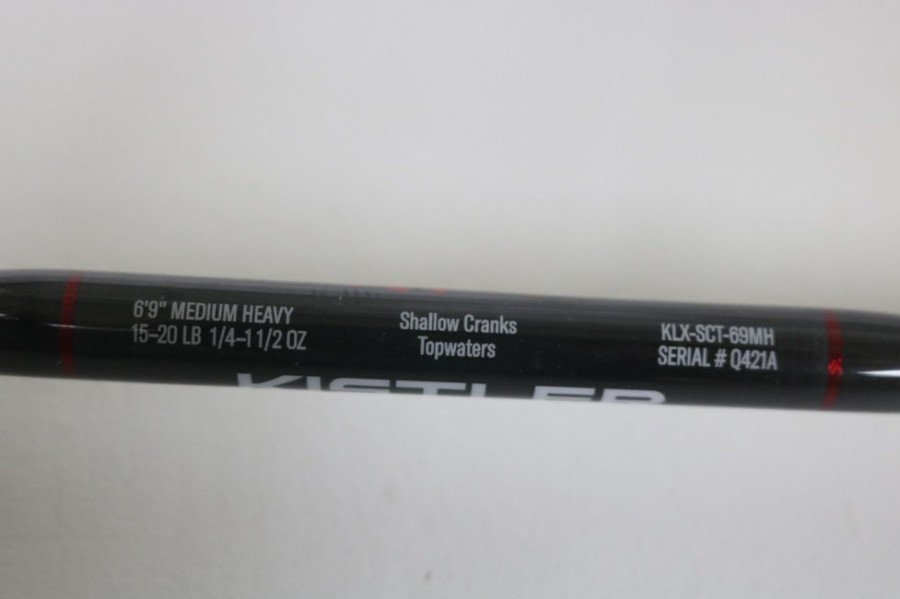 6'9" MEDIUM HEAVY
15-20 LB 1/4-1 1/2 OZ
Shallow Cranks
Topwaters
KLX-SCT-69MH
SERIAL # Q421A
KISTLER